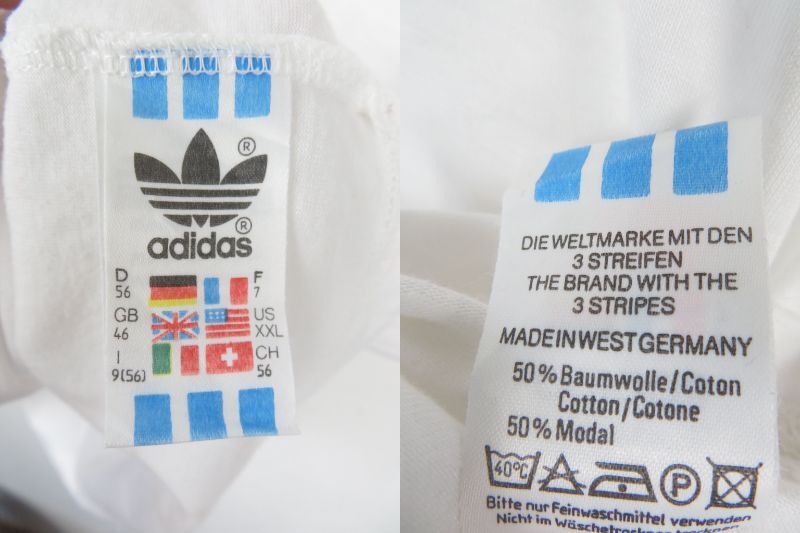 ®
®
adidas
D
56
F
7
GB
46
US
XXL
I
9(56)
CH
56
DIE WELTMARKE MIT DEN
3 STREIFEN
THE BRAND WITH THE
3 STRIPES
MADE IN WEST GERMANY
50% Baumwolle/Coton
Cotton/Cotone
50% Modal
40°C
A
P
Bitte nur Feinwaschmittel verwenden
Nicht im Wäschetrockner trocknen